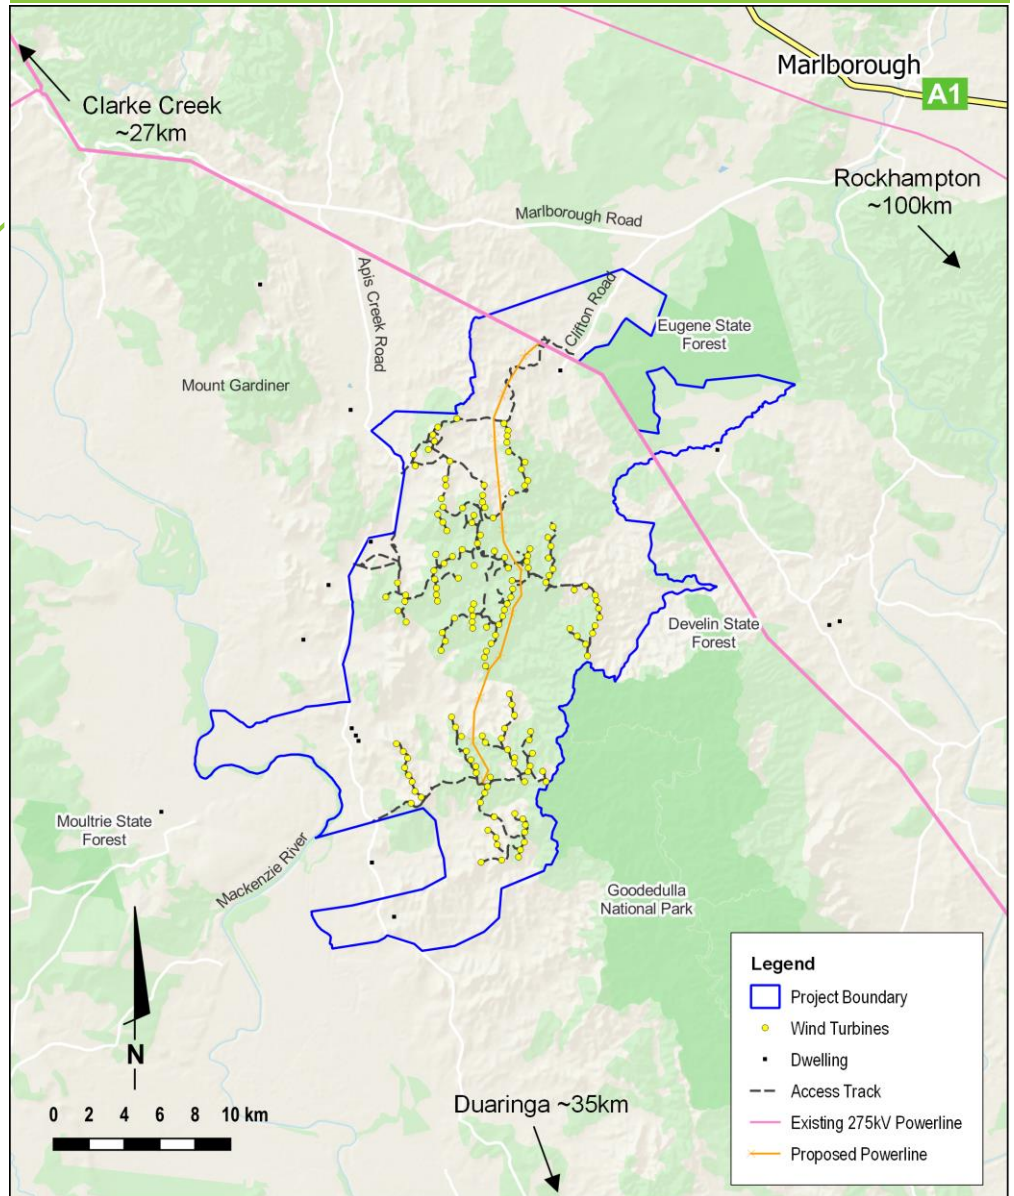 Marlborough
A1
Clarke Creek
~27km
Rockhampton
~100km
Marlborough Road
Apis Creek Road
Clifton Road
Eugene State
Forest
Mount Gardiner
Develin State
Forest
Moultrie State
Forest
Mackenzie River
Goodedulla
National Park
Legend
Project Boundary
Wind Turbines
Dwelling
Access Track
Existing 275kV Powerline
Proposed Powerline
N
0 2 4 6 8 10 km
Duaringa ~35km